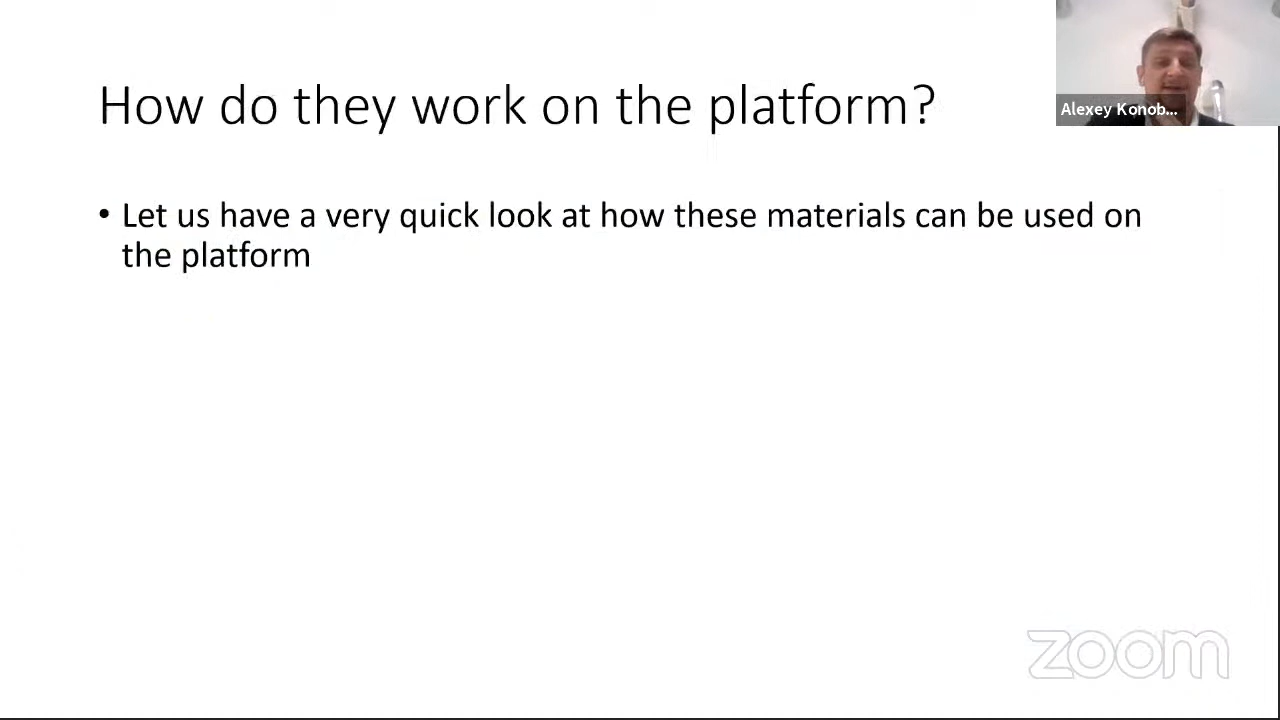 How do they work on the platform?
Alexey Konob...
• Let us have a very quick look at how these materials can be used on
the platform
zoom